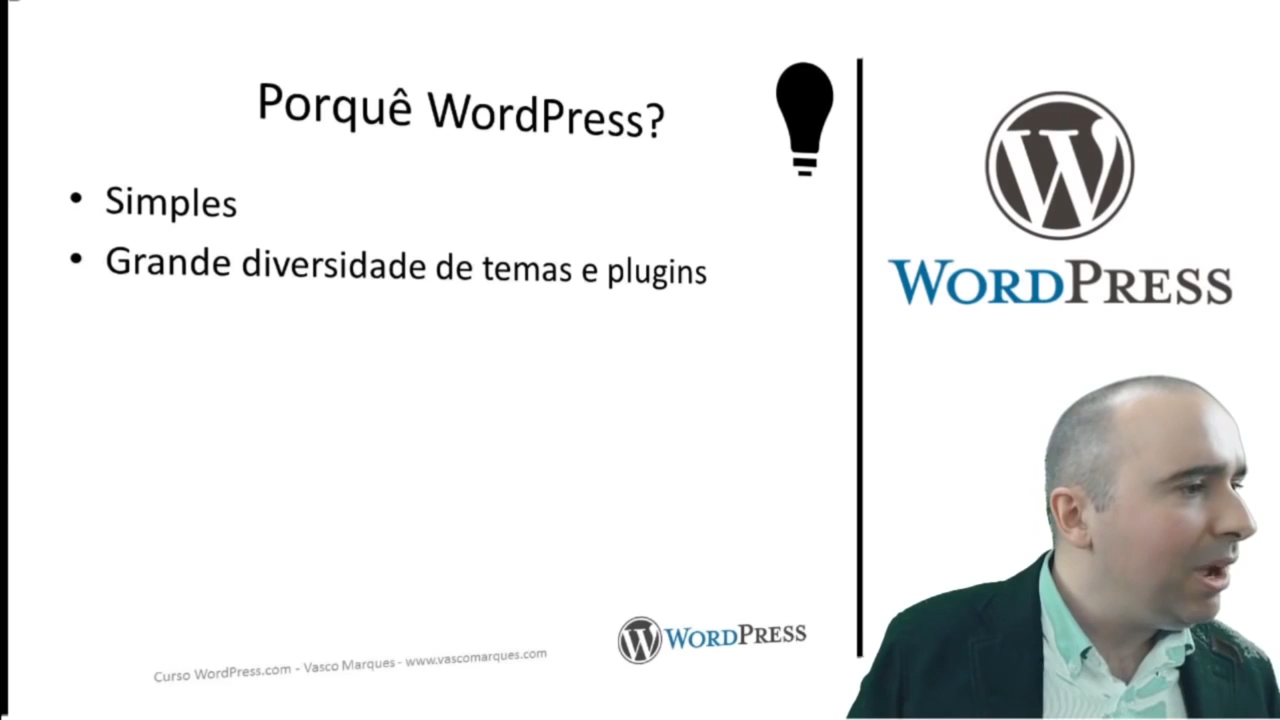 Porquê WordPress?
• Simples
• Grande diversidade de temas e plugins
WORDPRESS
WORDPRESS
Curso WordPress.com - Vasco Marques - www.vascomarques.com